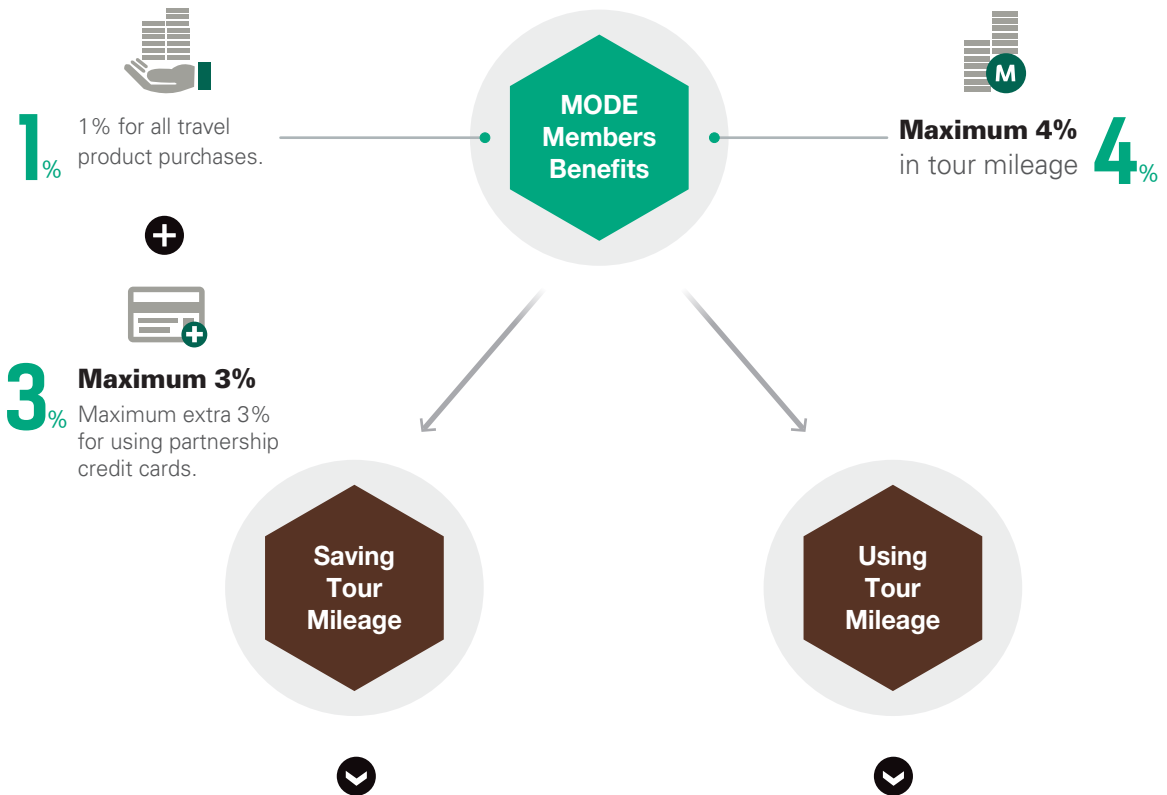 1%
1% for all travel
product purchases.
MODE
Members
Benefits
M
Maximum 4%
in tour mileage
4%
3%
Maximum 3%
Maximum extra 3%
for using partnership
credit cards.
Saving
Tour
Mileage
Using
Tour
Mileage